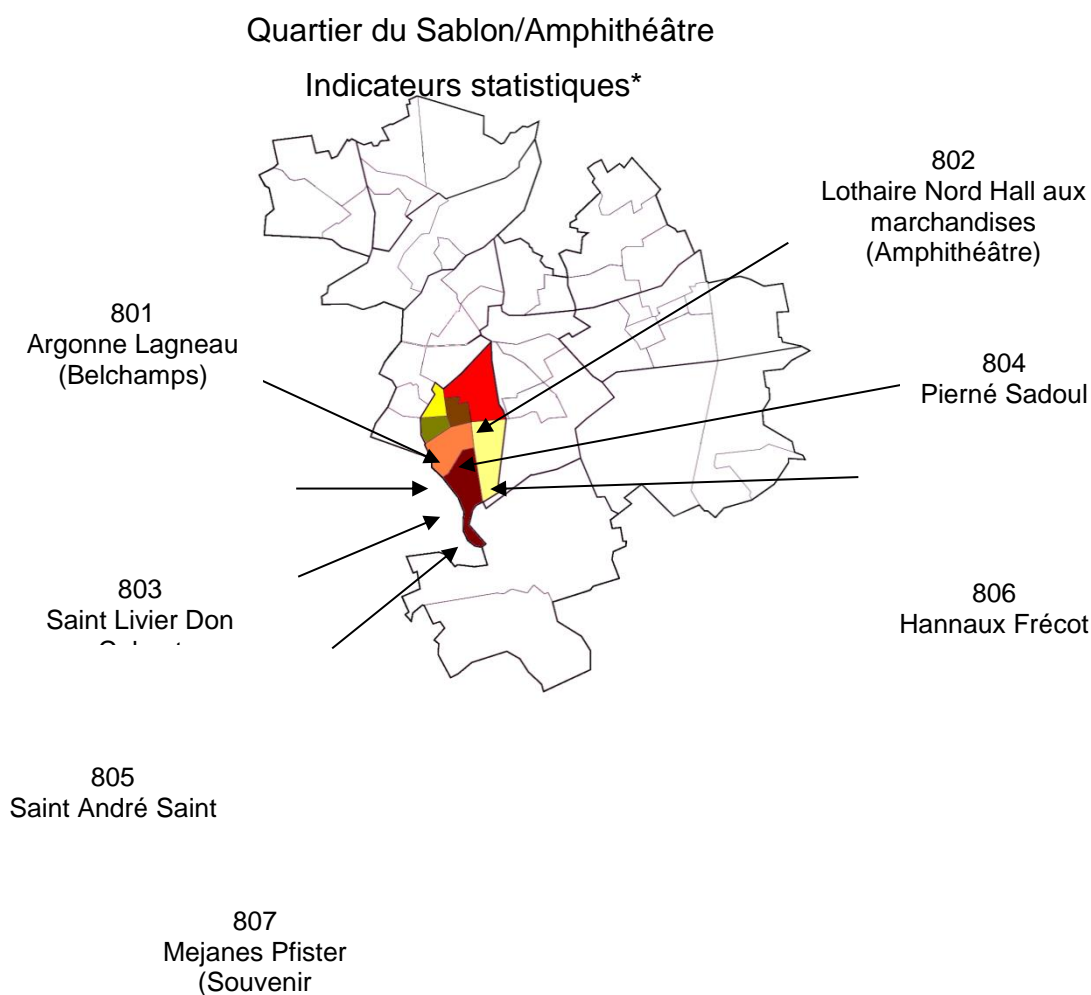 Quartier du Sablon/Amphithéâtre
Indicateurs statistiques*
802
Lothaire Nord Hall aux
marchandises
(Amphithéâtre)
801
Argonne Lagneau
(Belchamps)
804
Pierné Sadoul
803
Saint Livier Don
806
Hannaux Frécot
805
Saint André Saint
807
Mejanes Pfister
(Souvenir